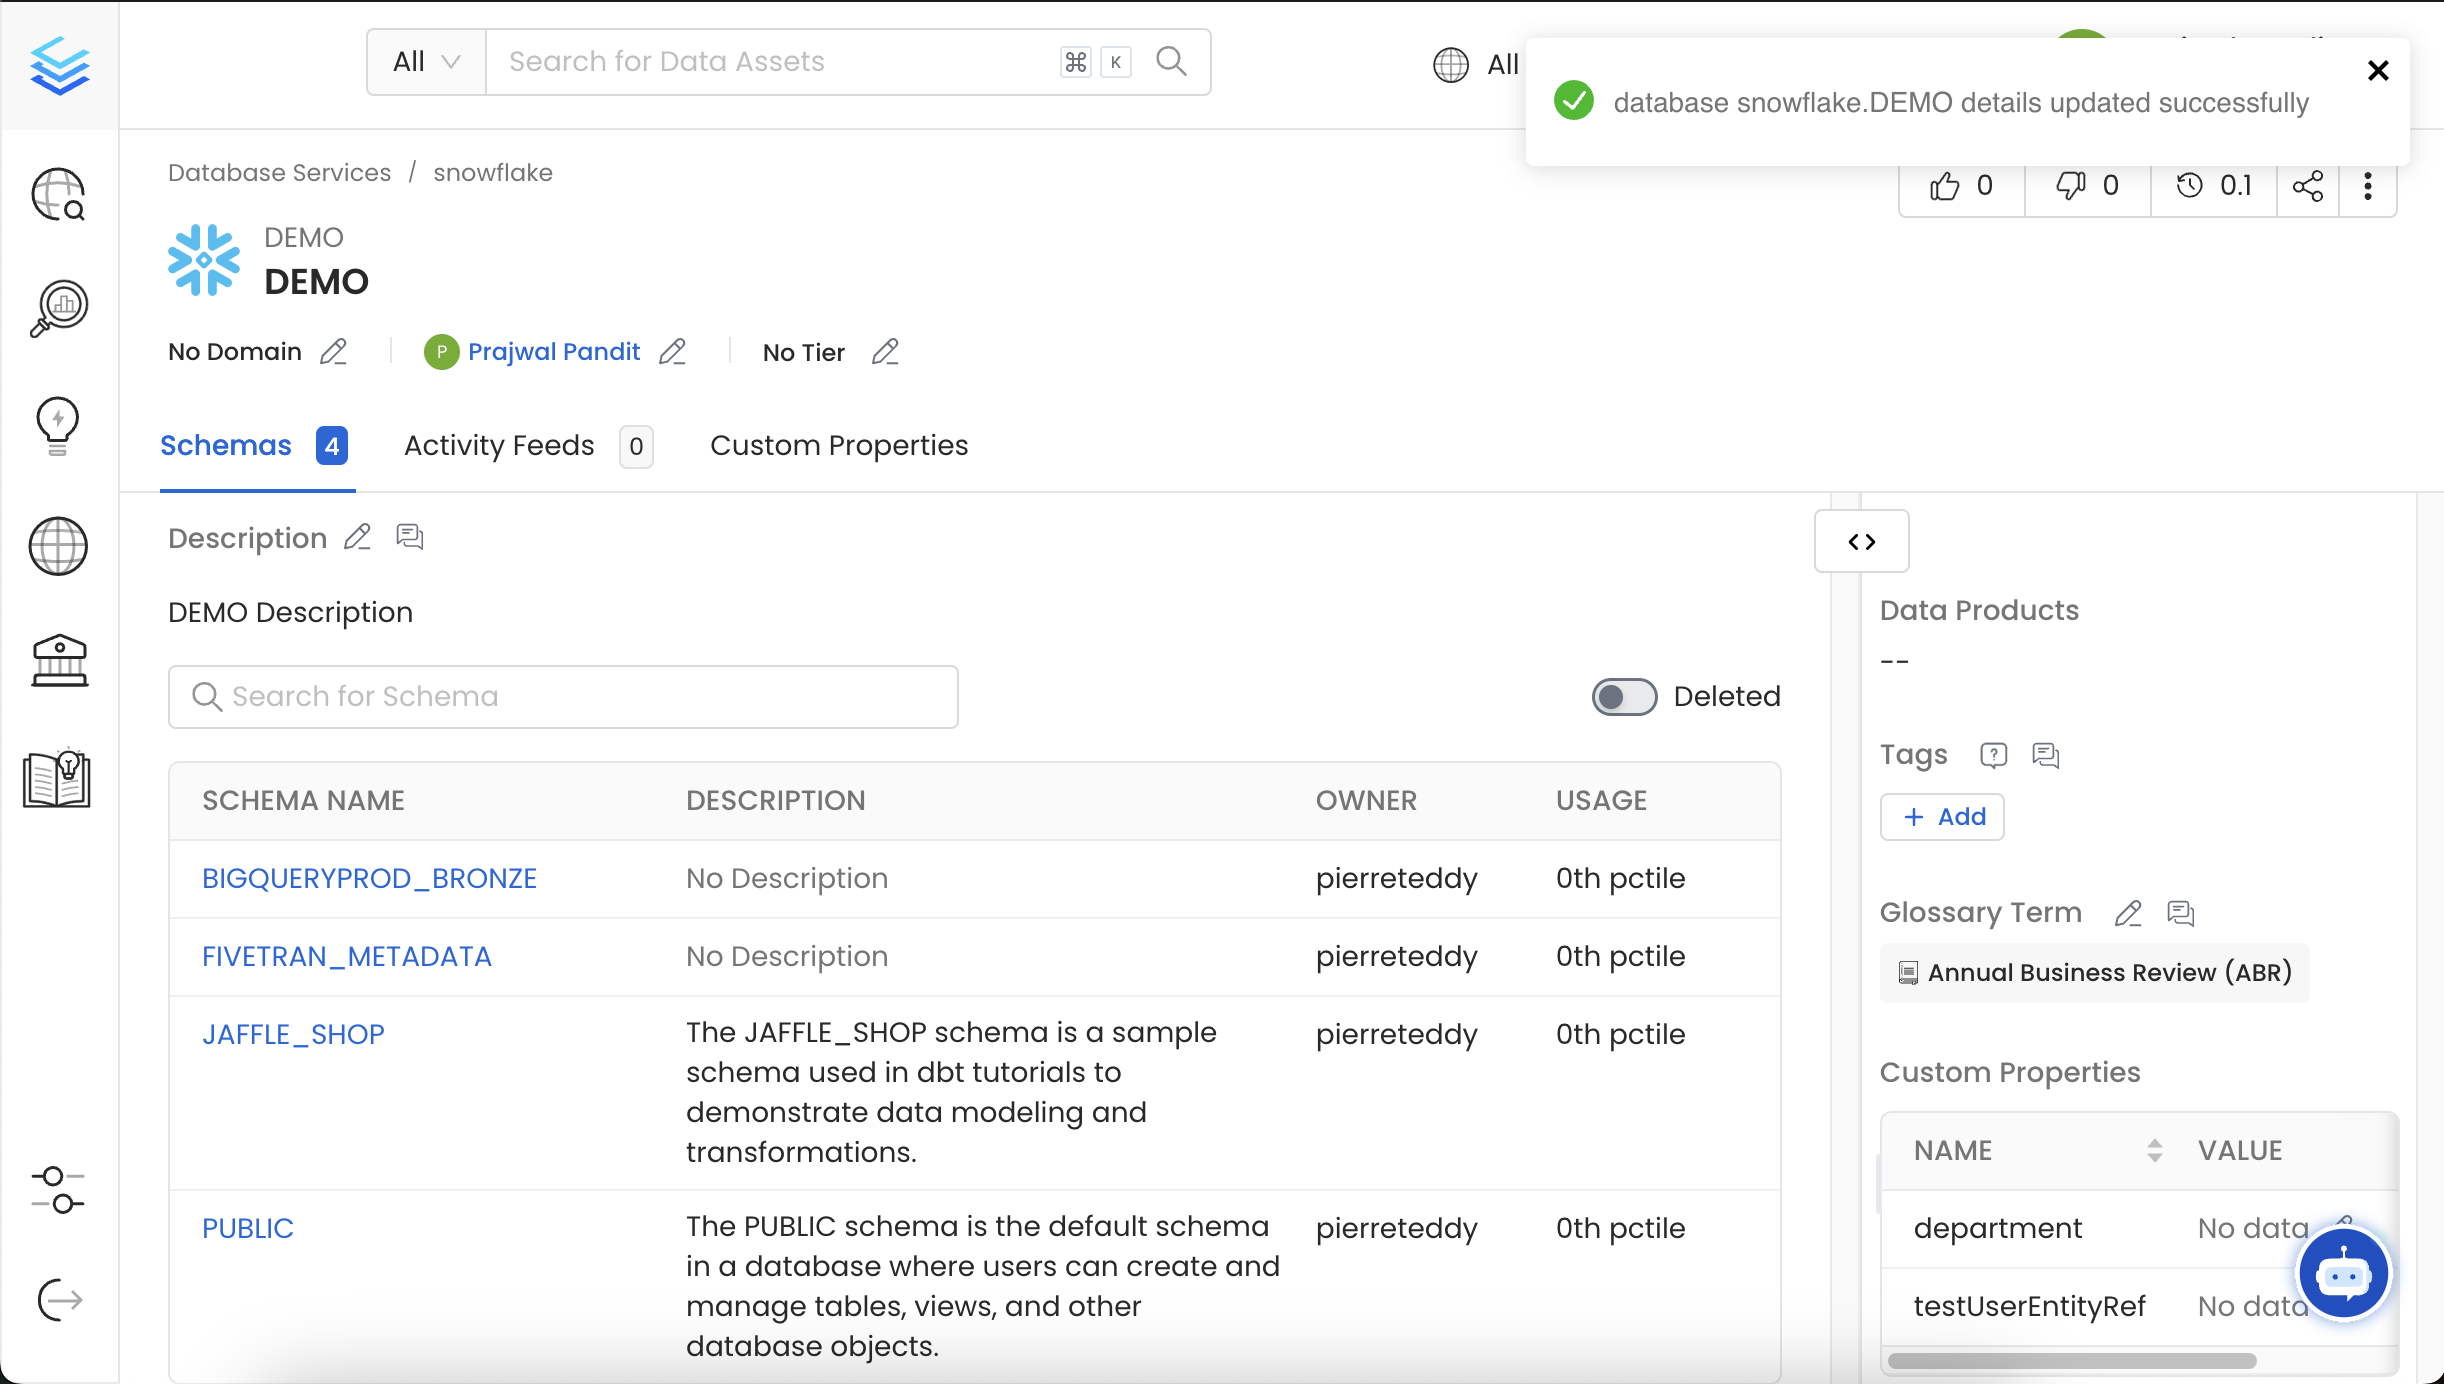 All
Search for Data Assets
⌘ K
All
database snowflake.DEMO details updated successfully
Database Services / snowflake
0
0
0.1
DEMO
DEMO
No Domain
P Prajwal Pandit
No Tier
Schemas 4
Activity Feeds 0
Custom Properties
Description
DEMO Description
Search for Schema
Deleted
SCHEMA NAME DESCRIPTION OWNER USAGE
BIGQUERYPROD_BRONZE No Description pierreteddy 0th pctile
FIVETRAN_METADATA No Description pierreteddy 0th pctile
JAFFLE_SHOP The JAFFLE_SHOP schema is a sample pierreteddy 0th pctile
schema used in dbt tutorials to
demonstrate data modeling and
transformations.
PUBLIC The PUBLIC schema is the default schema pierreteddy 0th pctile
in a database where users can create and
manage tables, views, and other
database objects.
Data Products
--
Tags
+ Add
Glossary Term
Annual Business Review (ABR)
Custom Properties
NAME VALUE
department No data
testUserEntityRef No data